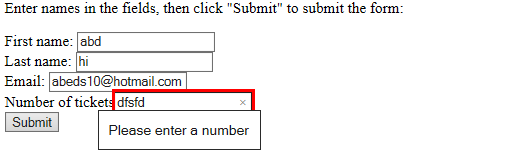 Enter names in the fields, then click "Submit" to submit the form:
First name: abd
Last name: hi
Email: abeds10@hotmail.com
Number of tickets dfsfd ×
Submit
Please enter a number